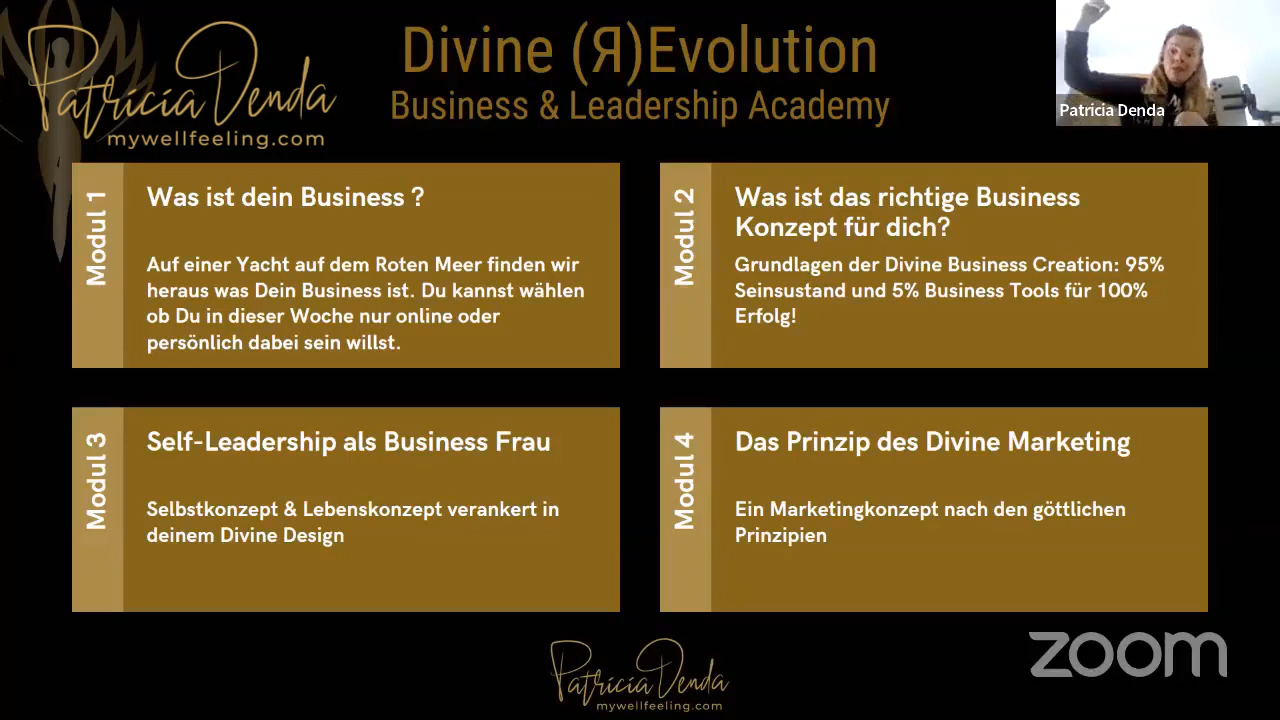 Patricia Denda
mywellfeeling.com
Divine (Я)Evolution
Business & Leadership Academy
Patricia Denda
Modul 1
Was ist dein Business ?
Auf einer Yacht auf dem Roten Meer finden wir
heraus was Dein Business ist. Du kannst wählen
ob Du in dieser Woche nur online oder
persönlich dabei sein willst.
Modul 2
Was ist das richtige Business
Konzept für dich?
Grundlagen der Divine Business Creation: 95%
Seinsustand und 5% Business Tools für 100%
Erfolg!
Modul 3
Self-Leadership als Business Frau
Selbstkonzept & Lebenskonzept verankert in
deinem Divine Design
Modul 4
Das Prinzip des Divine Marketing
Ein Marketingkonzept nach den göttlichen
Prinzipien
Patricia Denda
mywellfeeling.com
zoom